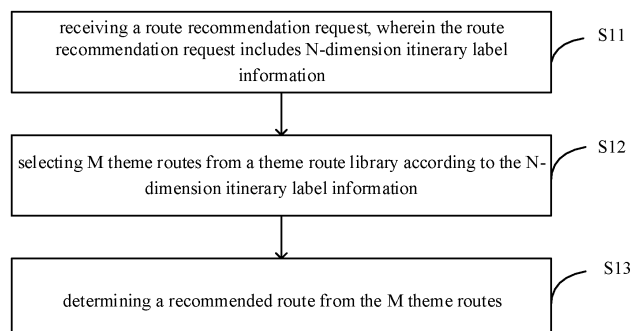 receiving a route recommendation request, wherein the route
recommendation request includes N-dimension itinerary label
information
S11
selecting M theme routes from a theme route library according to the N-
dimension itinerary label information
S12
determining a recommended route from the M theme routes
S13